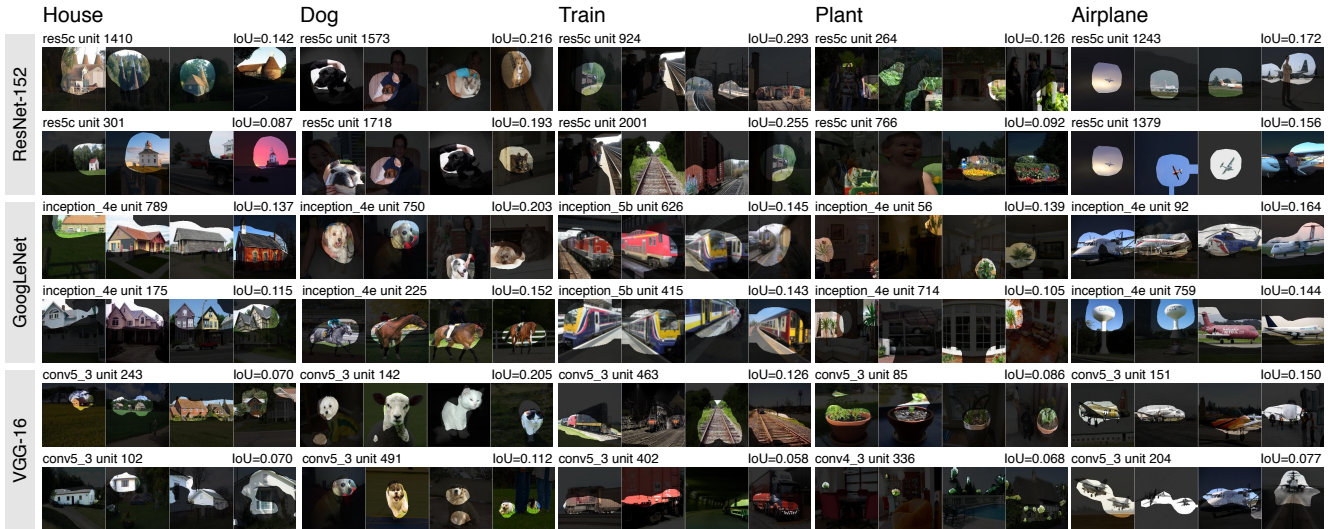 House Dog Train Plant Airplane
ResNet-152
res5c unit 1410 IoU=0.142 res5c unit 1573 IoU=0.216 res5c unit 924 IoU=0.293 res5c unit 264 IoU=0.126 res5c unit 1243 IoU=0.172
res5c unit 301 IoU=0.087 res5c unit 1718 IoU=0.193 res5c unit 2001 IoU=0.255 res5c unit 766 IoU=0.092 res5c unit 1379 IoU=0.156
GoogLeNet
inception_4e unit 789 IoU=0.137 inception_4e unit 750 IoU=0.203 inception_5b unit 626 IoU=0.145 inception_4e unit 56 IoU=0.139 inception_4e unit 92 IoU=0.164
inception_4e unit 175 IoU=0.115 inception_4e unit 225 IoU=0.152 inception_5b unit 415 IoU=0.143 inception_4e unit 714 IoU=0.105 inception_4e unit 759 IoU=0.144
VGG-16
conv5_3 unit 243 IoU=0.070 conv5_3 unit 142 IoU=0.205 conv5_3 unit 463 IoU=0.126 conv5_3 unit 85 IoU=0.086 conv5_3 unit 151 IoU=0.150
conv5_3 unit 102 IoU=0.070 conv5_3 unit 491 IoU=0.112 conv5_3 unit 402 IoU=0.058 conv4_3 unit 336 IoU=0.068 conv5_3 unit 204 IoU=0.077